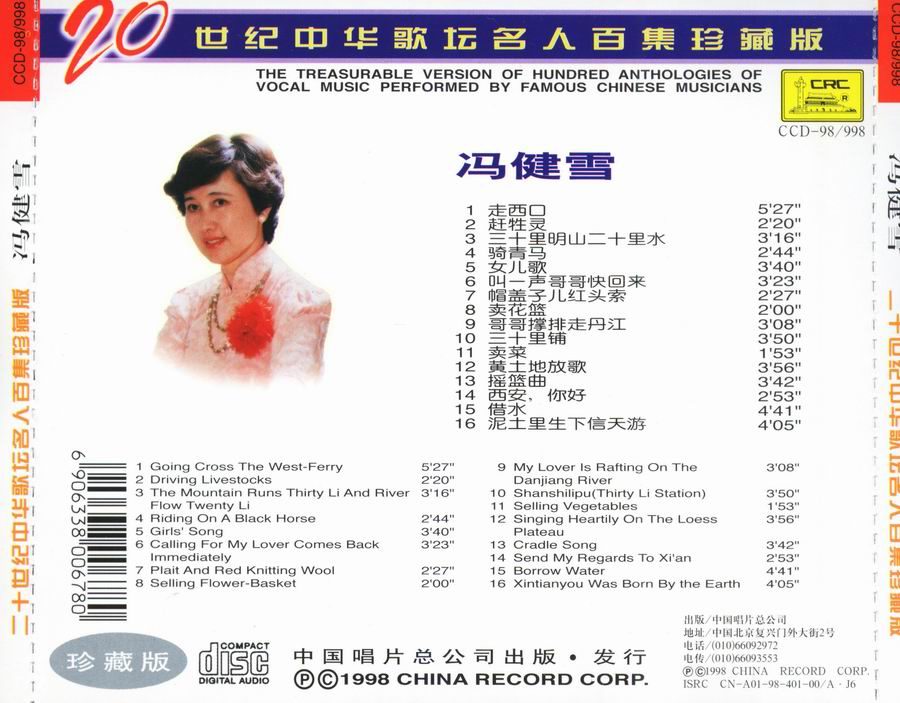 CCD-98/998
20 世纪中华歌坛名人百集珍藏版
CCD-98/998
THE TREASURABLE VERSION OF HUNDRED ANTHOLOGIES OF
VOCAL MUSIC PERFORMED BY FAMOUS CHINESE MUSICIANS
CRC
®
CCD-98/998
冯健雪
冯健雪
冯健雪
1 走西口 5'27"
2 赶牲灵 2'20"
3 三十里明山二十里水 3'16"
4 骑青马 2'44"
5 女儿歌 3'40"
6 叫一声哥哥快回来 3'23"
7 帽盖子儿红头索 2'27"
8 卖花篮 2'00"
9 哥哥撑排走丹江 3'08"
10 三十里铺 3'50"
11 卖菜 1'53"
12 黄土地放歌 3'56"
13 摇篮曲 3'42"
14 西安，你好 2'53"
15 借水 4'41"
16 泥土里生下信天游 4'05"
二十世纪中华歌坛名人百集珍藏版
二十世纪中华歌坛名人百集珍藏版
6906338006780
1 Going Cross The West-Ferry 5'27"
2 Driving Livestocks 2'20"
3 The Mountain Runs Thirty Li And River 3'16"
Flow Twenty Li
4 Riding On A Black Horse 2'44"
5 Girls' Song 3'40"
6 Calling For My Lover Comes Back 3'23"
Immediately
7 Plait And Red Knitting Wool 2'27"
8 Selling Flower-Basket 2'00"
9 My Lover Is Rafting On The 3'08"
Danjiang River
10 Shanshilipu(Thirty Li Station) 3'50"
11 Selling Vegetables 1'53"
12 Singing Heartily On The Loess 3'56"
Plateau
13 Cradle Song 3'42"
14 Send My Regards To Xi'an 2'53"
15 Borrow Water 4'41"
16 Xintianyou Was Born By the Earth 4'05"
珍藏版
COMPACT
disc
DIGITAL AUDIO
中国唱片总公司出版·发行
Ⓟ©1998 CHINA RECORD CORP.
出版/中国唱片总公司
地址/中国北京复兴门外大街2号
电话/(010)66092972
电传/(010)66093553
Ⓟ©1998 CHINA RECORD CORP.
ISRC CN-A01-98-401-00/A·J6